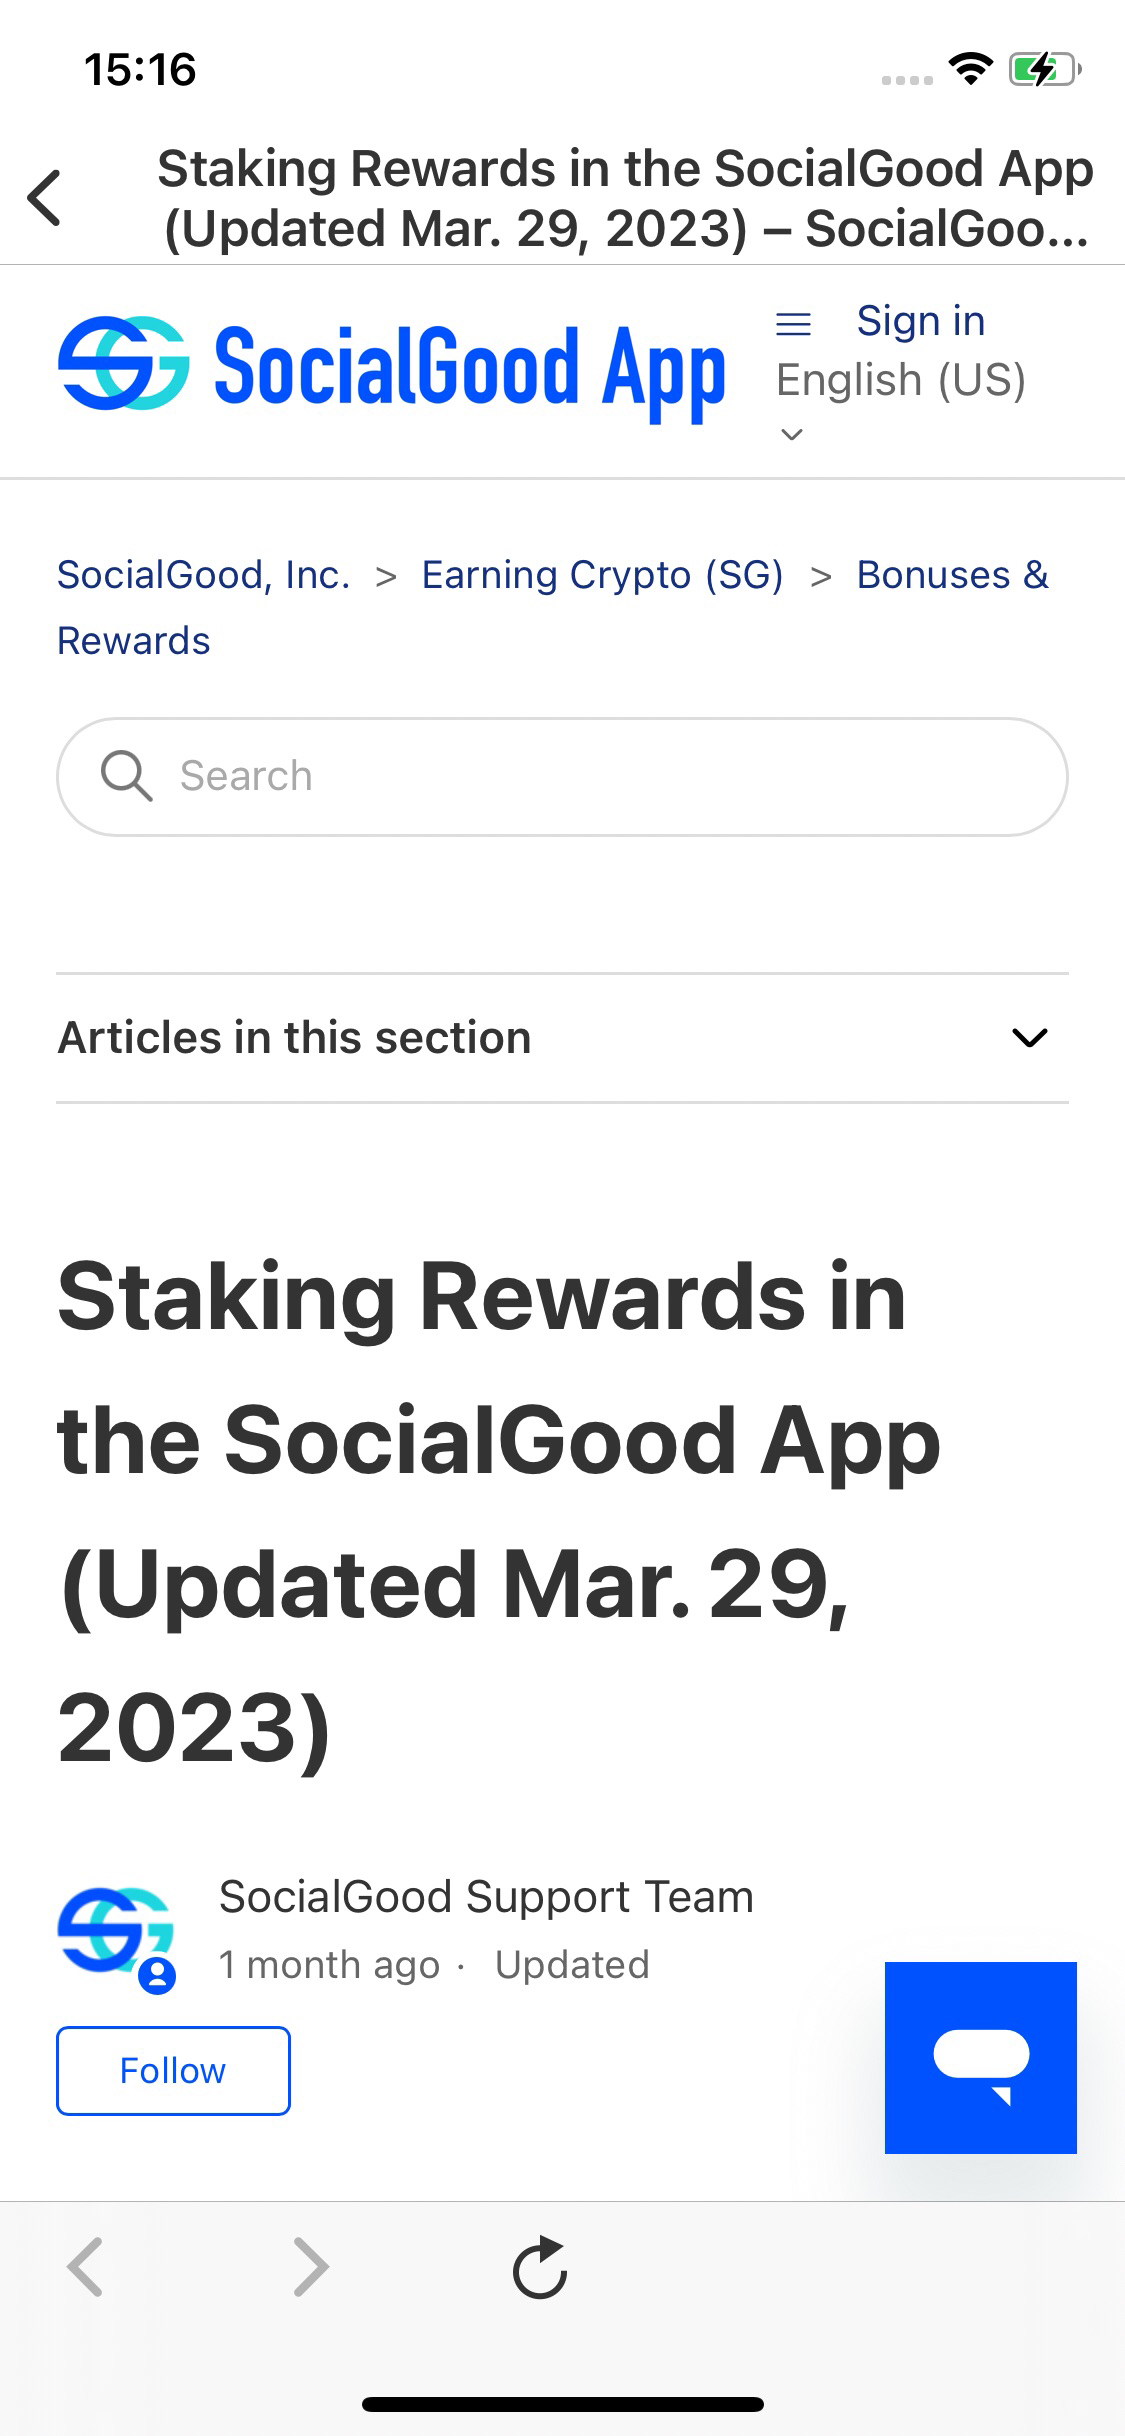 15:16
Staking Rewards in the SocialGood App
(Updated Mar. 29, 2023) – SocialGoo...
SocialGood App
Sign in
English (US)
SocialGood, Inc. > Earning Crypto (SG) > Bonuses &
Rewards
Search
Articles in this section
Staking Rewards in
the SocialGood App
(Updated Mar. 29,
2023)
SocialGood Support Team
1 month ago · Updated
Follow